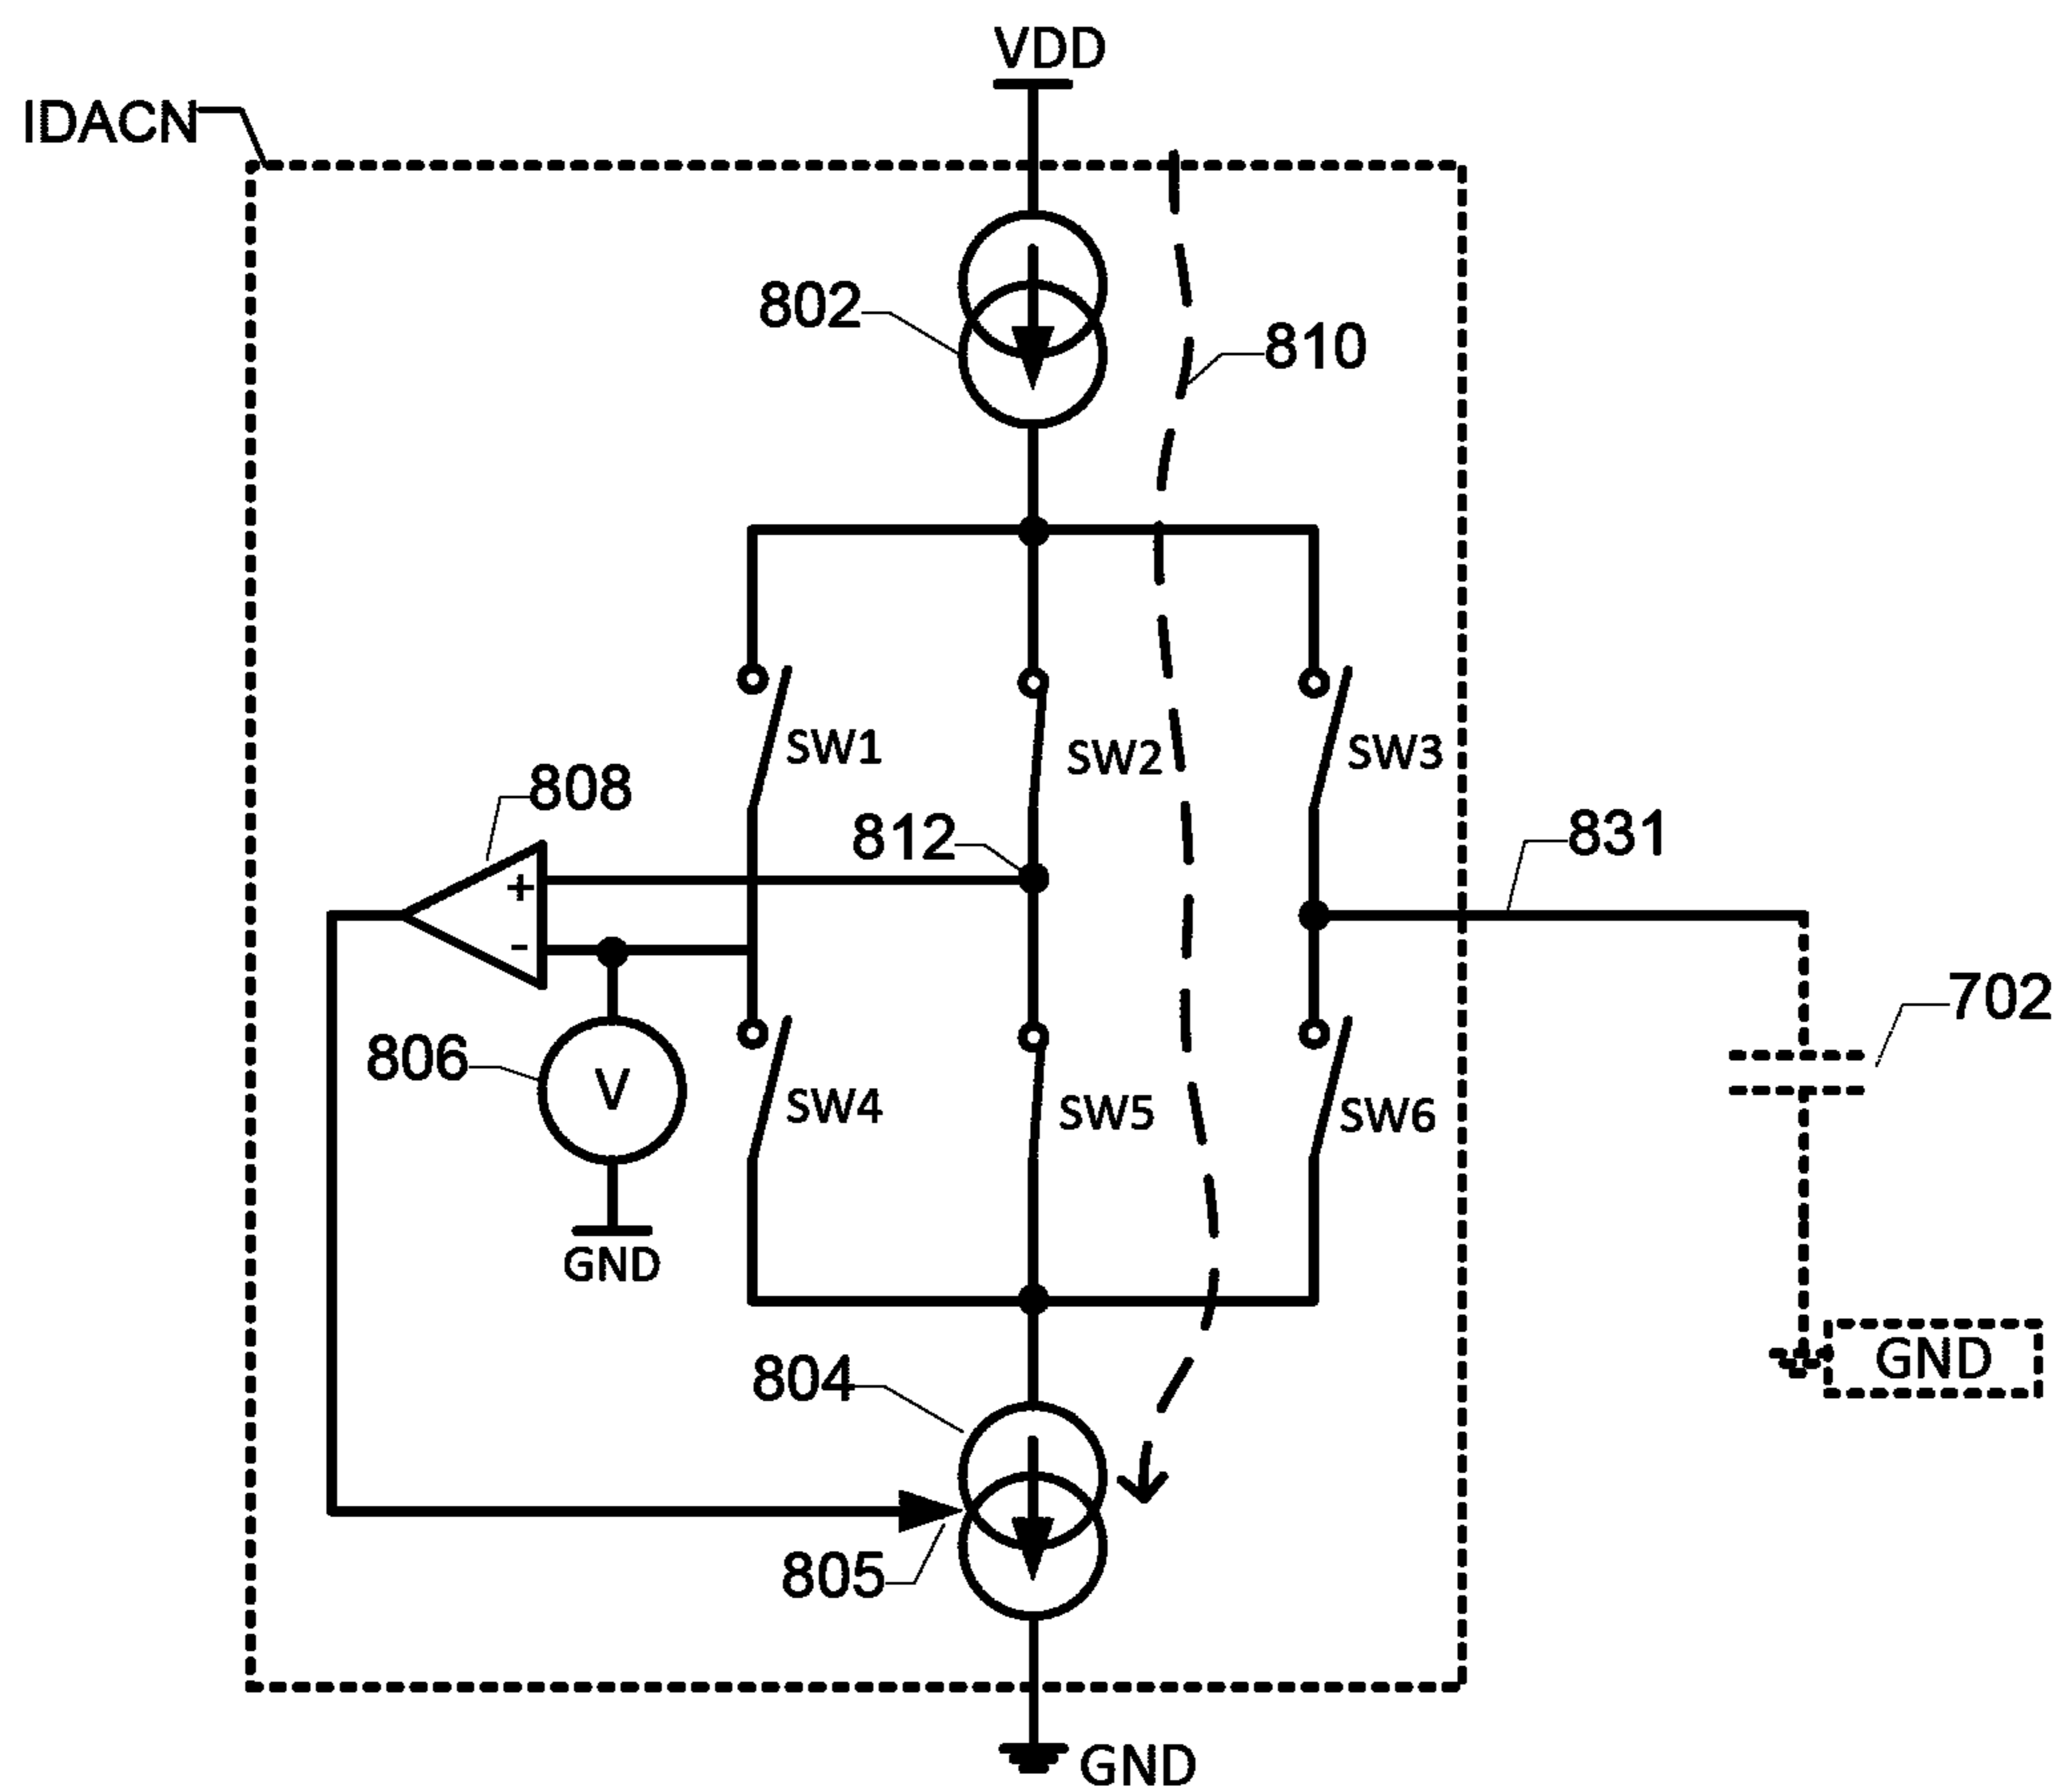 VDD
IDACN
802
810
SW1
SW2
SW3
808
812
831
+
-
702
806
V
SW4
SW5
SW6
GND
GND
804
805
GND